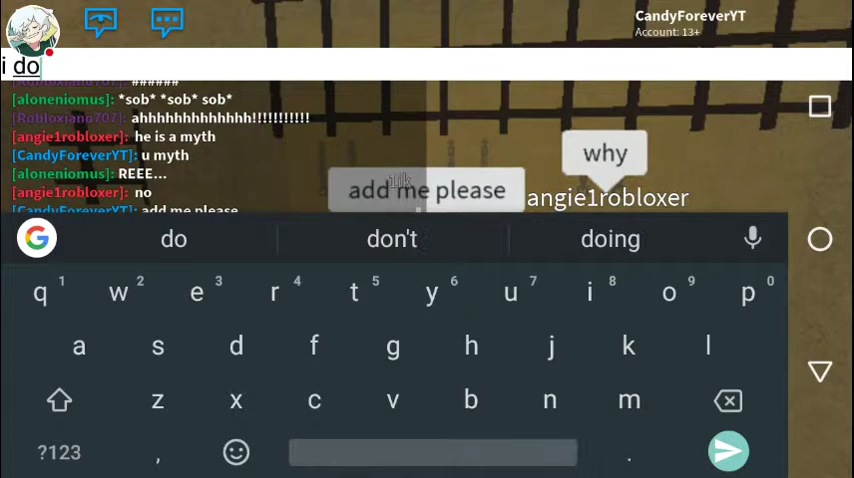 CandyForeverYT
Account: 13+
i do
[Robloxiano707]: ######
[aloneniomus]: *sob* *sob* sob*
[Robloxiano707]: ahhhhhhhhhhhhh!!!!!!!!!!!
[angie1robloxer]: he is a myth
[CandyForeverYT]: u myth
[aloneniomus]: REEE...
[angie1robloxer]: no
[CandyForeverYT]: add me please
why
add me please
angie1robloxer
G
do don't doing
q 1 w 2 e 3 r 4 t 5 y 6 u 7 i 8 o 9 p 0
a s d f g h j k l
z x c v b n m
?123 , .